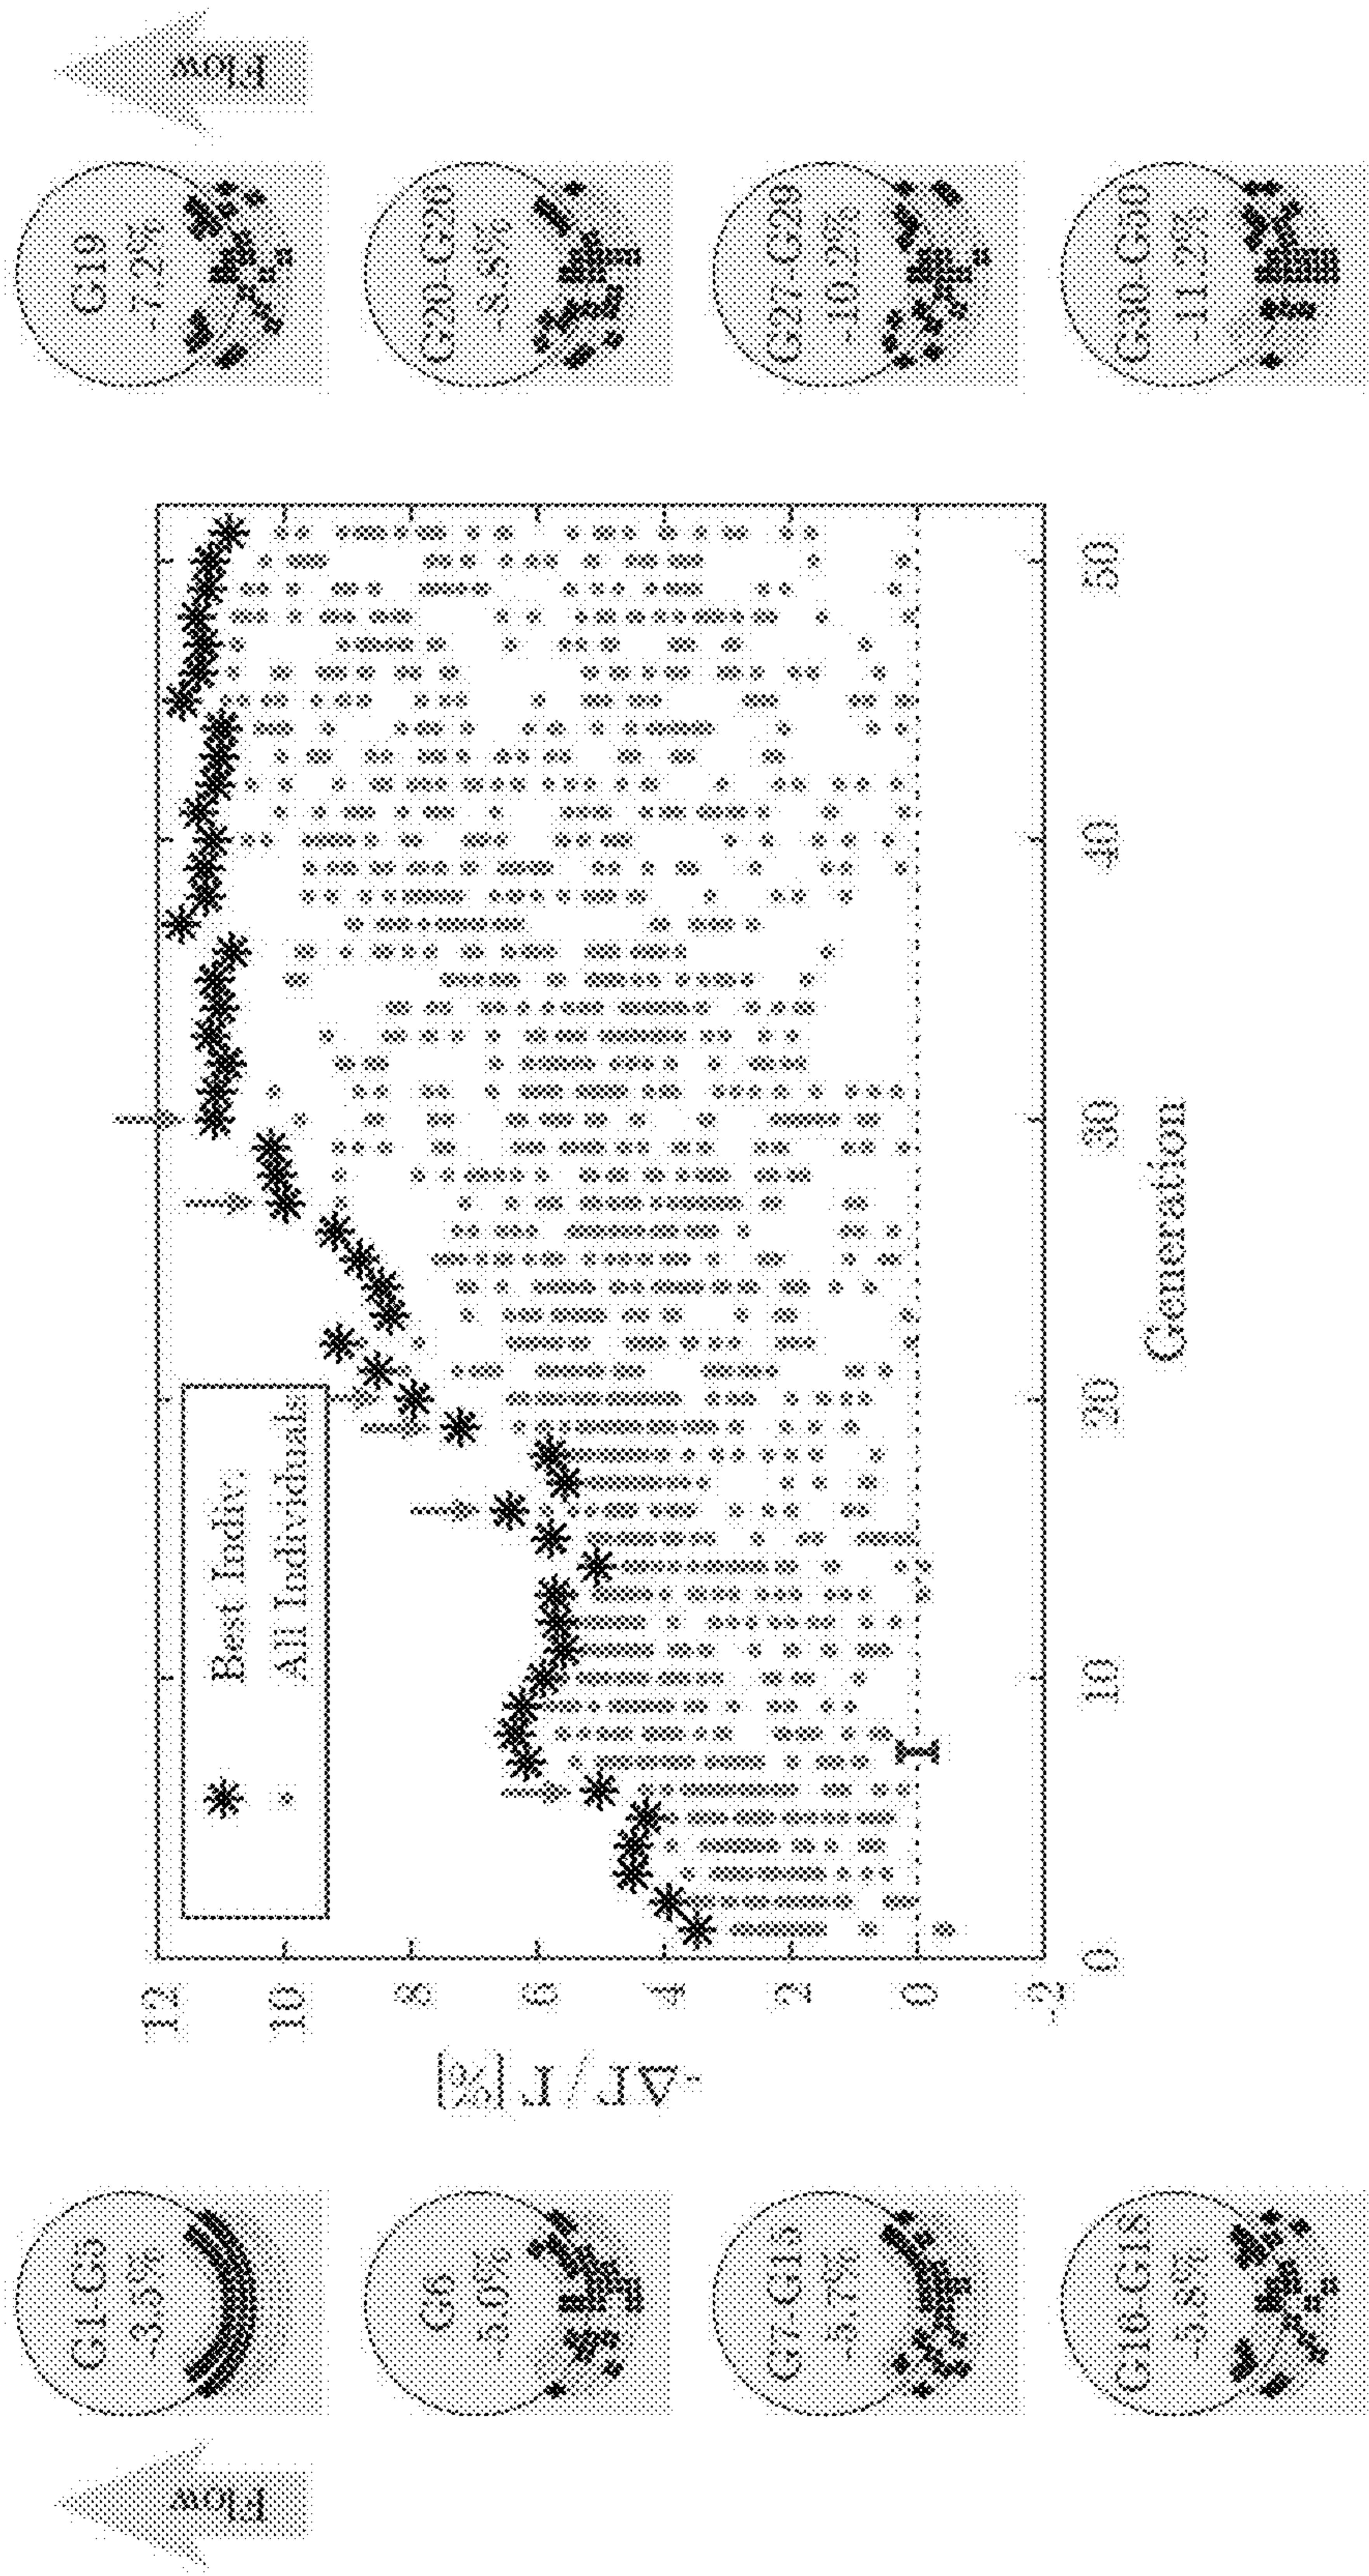 Flow
G1-G5
-3.5%
G6
-5.0%
G7-G15
-5.7%
G16-G18
-5.8%
-ΔΓ/Γ [%]
12
10
8
6
4
2
0
-2
Best Indiv.
All Individuals
0
10
20
30
40
50
Generation
G19
-7.2%
G20-G26
-8.8%
G27-G29
-10.2%
G30-G50
-11.2%
Flow